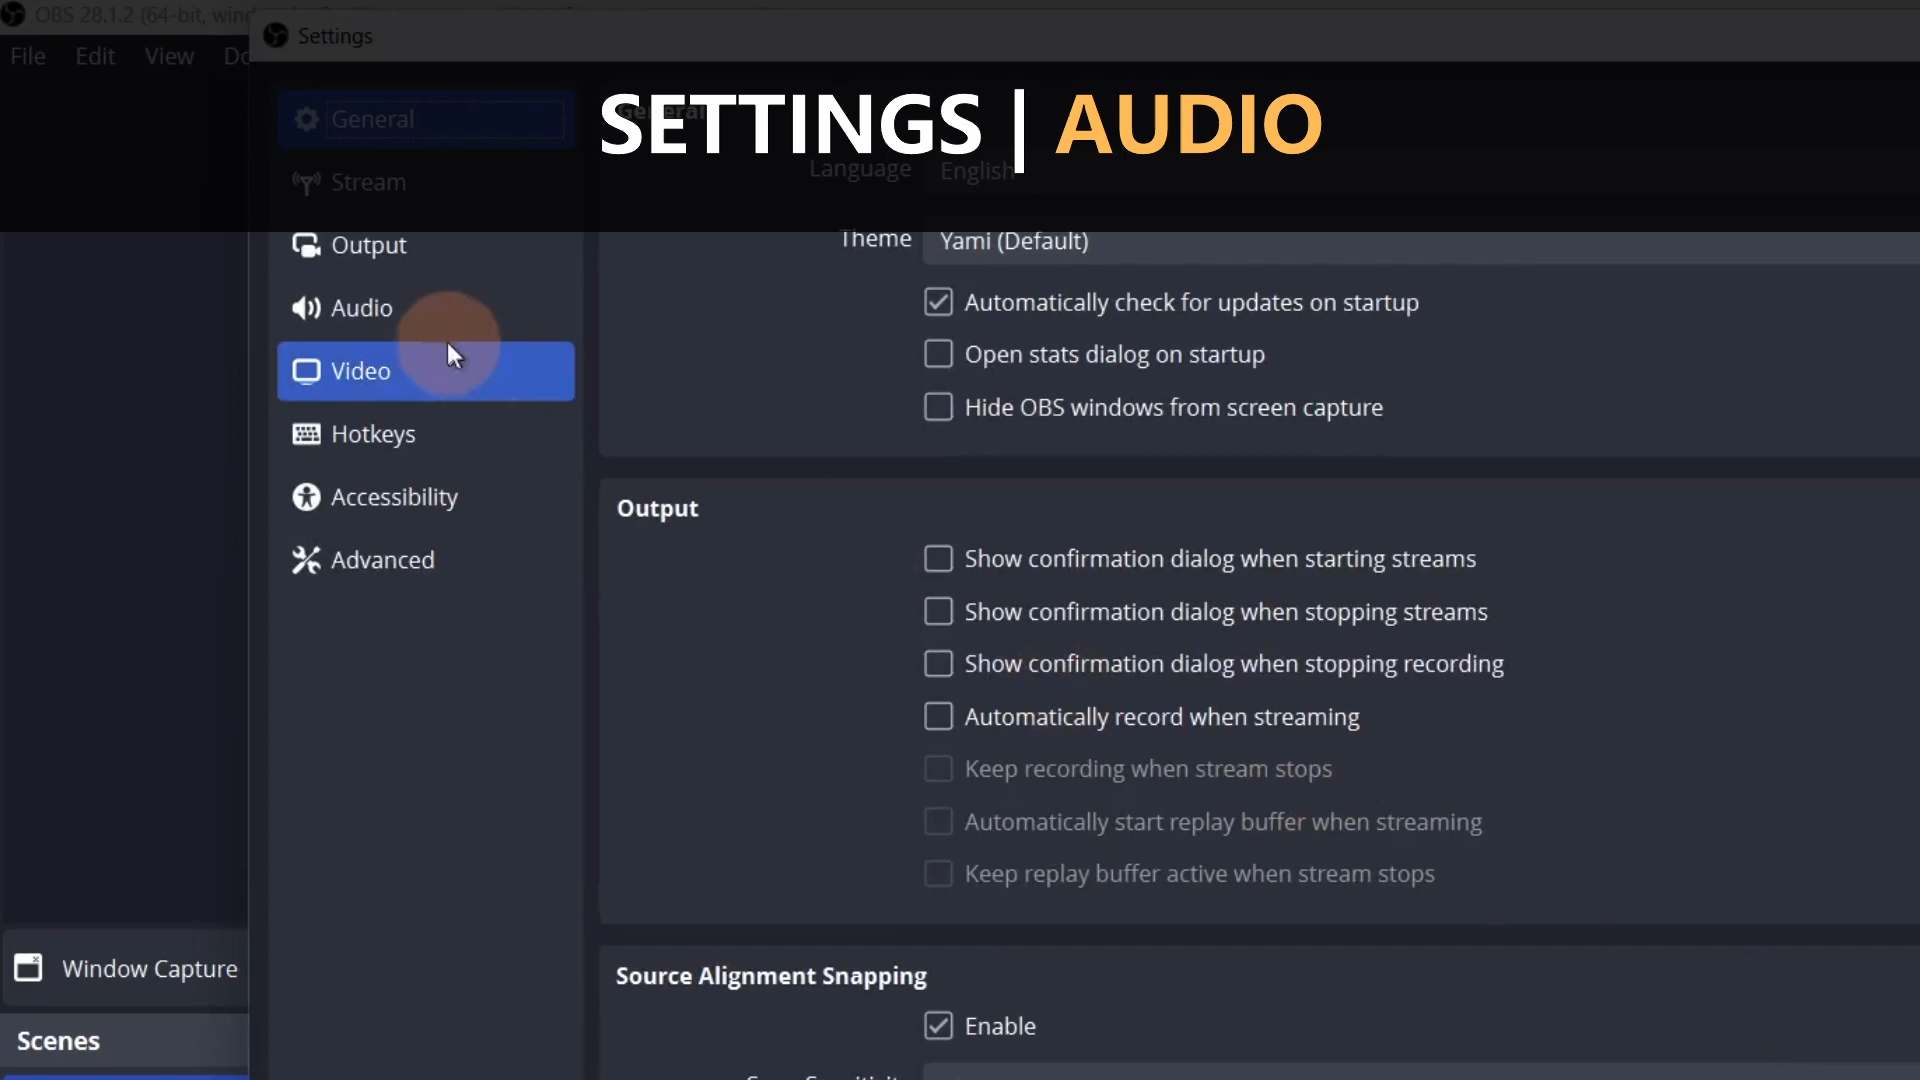 OBS 28.1.2 (64-bit,
Settings
File Edit View
SETTINGS | AUDIO
General
General
Stream
Output
Audio
Video
Hotkeys
Accessibility
Advanced
Language English
Theme Yami (Default)
Automatically check for updates on startup
Open stats dialog on startup
Hide OBS windows from screen capture
Output
Show confirmation dialog when starting streams
Show confirmation dialog when stopping streams
Show confirmation dialog when stopping recording
Automatically record when streaming
Keep recording when stream stops
Automatically start replay buffer when streaming
Keep replay buffer active when stream stops
Source Alignment Snapping
Enable
Window Capture
Scenes